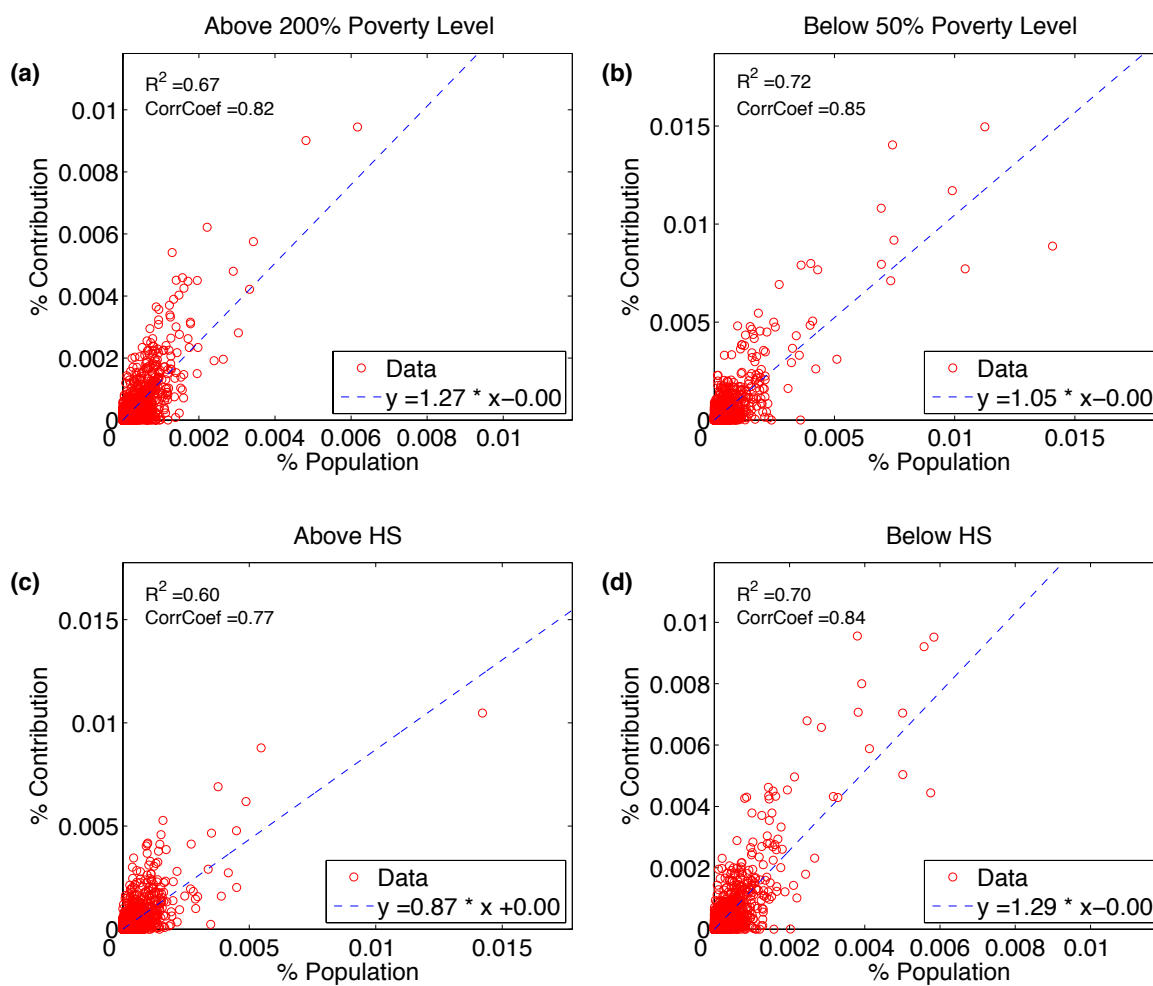 Above 200% Poverty Level
(a)
R² =0.67
CorrCoef =0.82
0.01
0.008
0.006
0.004
0.002
0
% Contribution
Data
y =1.27 * x−0.00
0 0.002 0.004 0.006 0.008 0.01
% Population
Below 50% Poverty Level
(b)
R² =0.72
CorrCoef =0.85
0.015
0.01
0.005
0
% Contribution
Data
y =1.05 * x−0.00
0 0.005 0.01 0.015
% Population
Above HS
(c)
R² =0.60
CorrCoef =0.77
0.015
0.01
0.005
0
% Contribution
Data
y =0.87 * x +0.00
0 0.005 0.01 0.015
% Population
Below HS
(d)
R² =0.70
CorrCoef =0.84
0.01
0.008
0.006
0.004
0.002
0
% Contribution
Data
y =1.29 * x−0.00
0 0.002 0.004 0.006 0.008 0.01
% Population